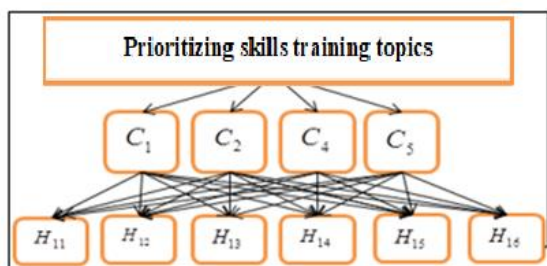 Prioritizing skills training topics
C₁ C₂ C₄ C₅
H₁₁ H₁₂ H₁₃ H₁₄ H₁₅ H₁₆